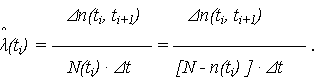 λ̂(tᵢ) = Δn(tᵢ, tᵢ₊₁) / N(tᵢ) · Δt = Δn(tᵢ, tᵢ₊₁) / [N - n(tᵢ) ] · Δt .